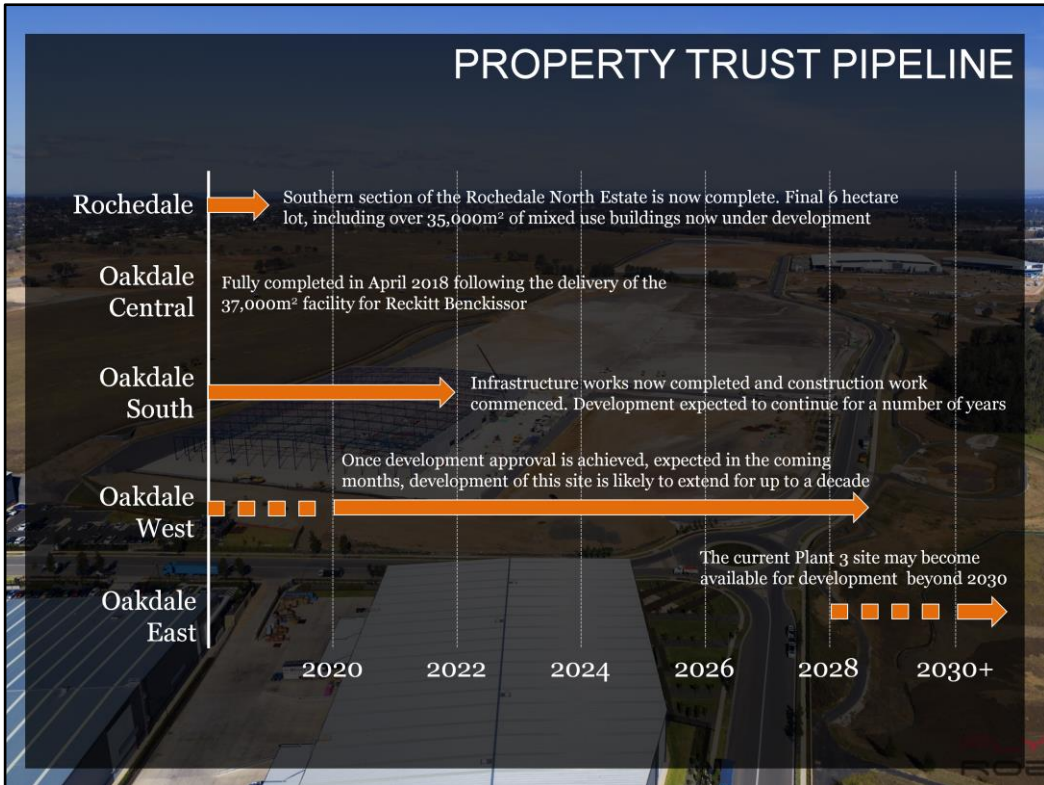 PROPERTY TRUST PIPELINE
Rochedale
Southern section of the Rochedale North Estate is now complete. Final 6 hectare
lot, including over 35,000m² of mixed use buildings now under development
Oakdale
Central
Fully completed in April 2018 following the delivery of the
37,000m² facility for Reckitt Benckissor
Oakdale
South
Infrastructure works now completed and construction work
commenced. Development expected to continue for a number of years
Oakdale
West
Once development approval is achieved, expected in the coming
months, development of this site is likely to extend for up to a decade
Oakdale
East
The current Plant 3 site may become
available for development beyond 2030
2020
2022
2024
2026
2028
2030+